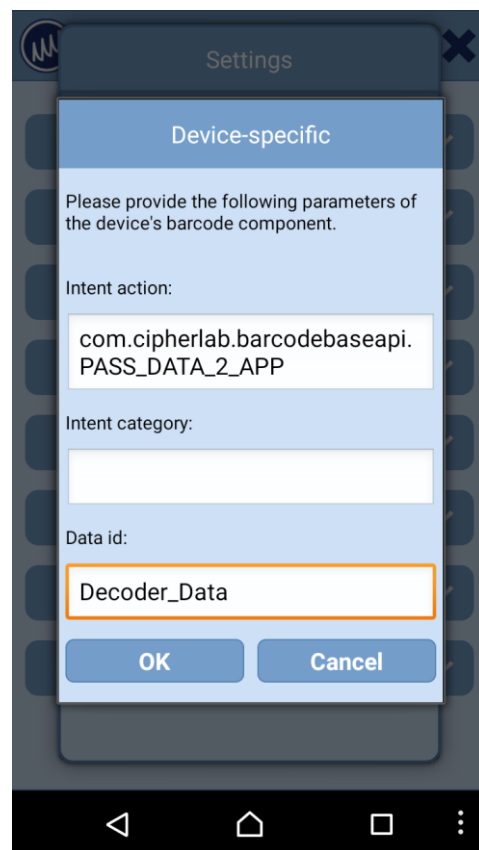 Settings
Device-specific
Please provide the following parameters of
the device's barcode component.
Intent action:
com.cipherlab.barcodebaseapi.
PASS_DATA_2_APP
Intent category:
Data id:
Decoder_Data
OK
Cancel